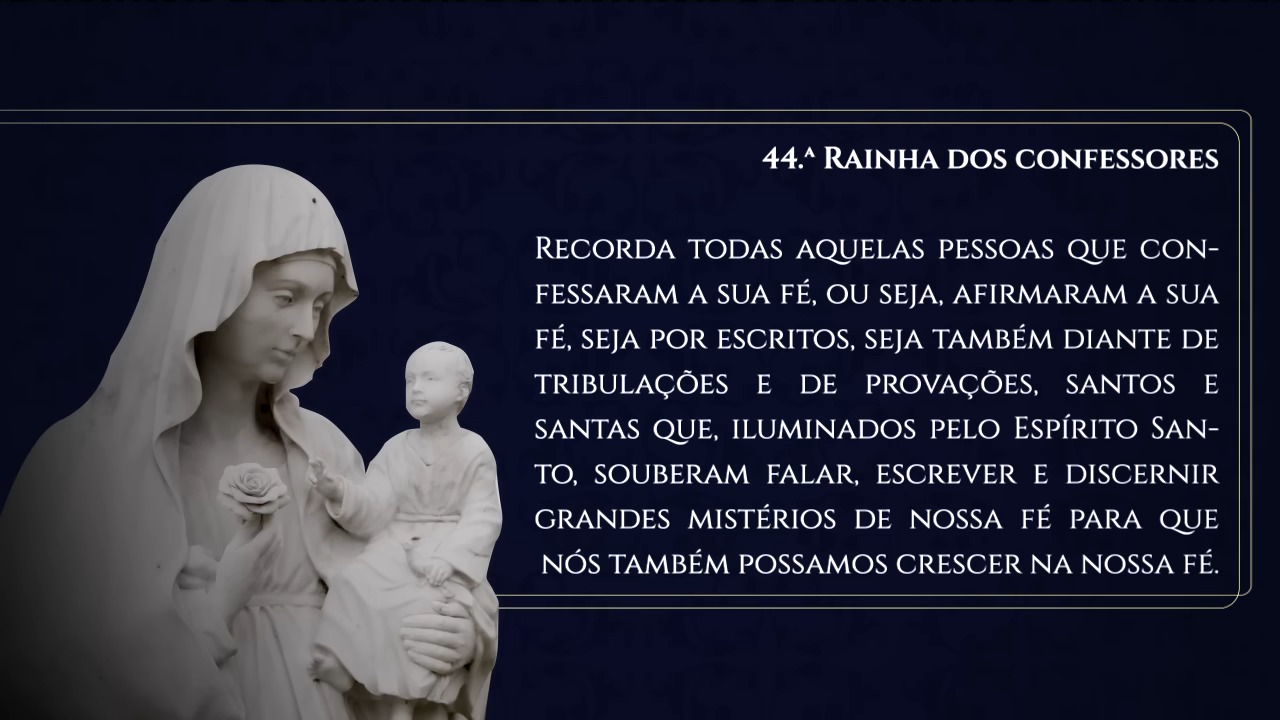 44.ª Rainha dos confessores
Recorda todas aquelas pessoas que con-
fessaram a sua fé, ou seja, afirmaram a sua
fé, seja por escritos, seja também diante de
tribulações e de provações, santos e
santas que, iluminados pelo Espírito San-
to, souberam falar, escrever e discernir
grandes mistérios de nossa fé para que
nós também possamos crescer na nossa fé.